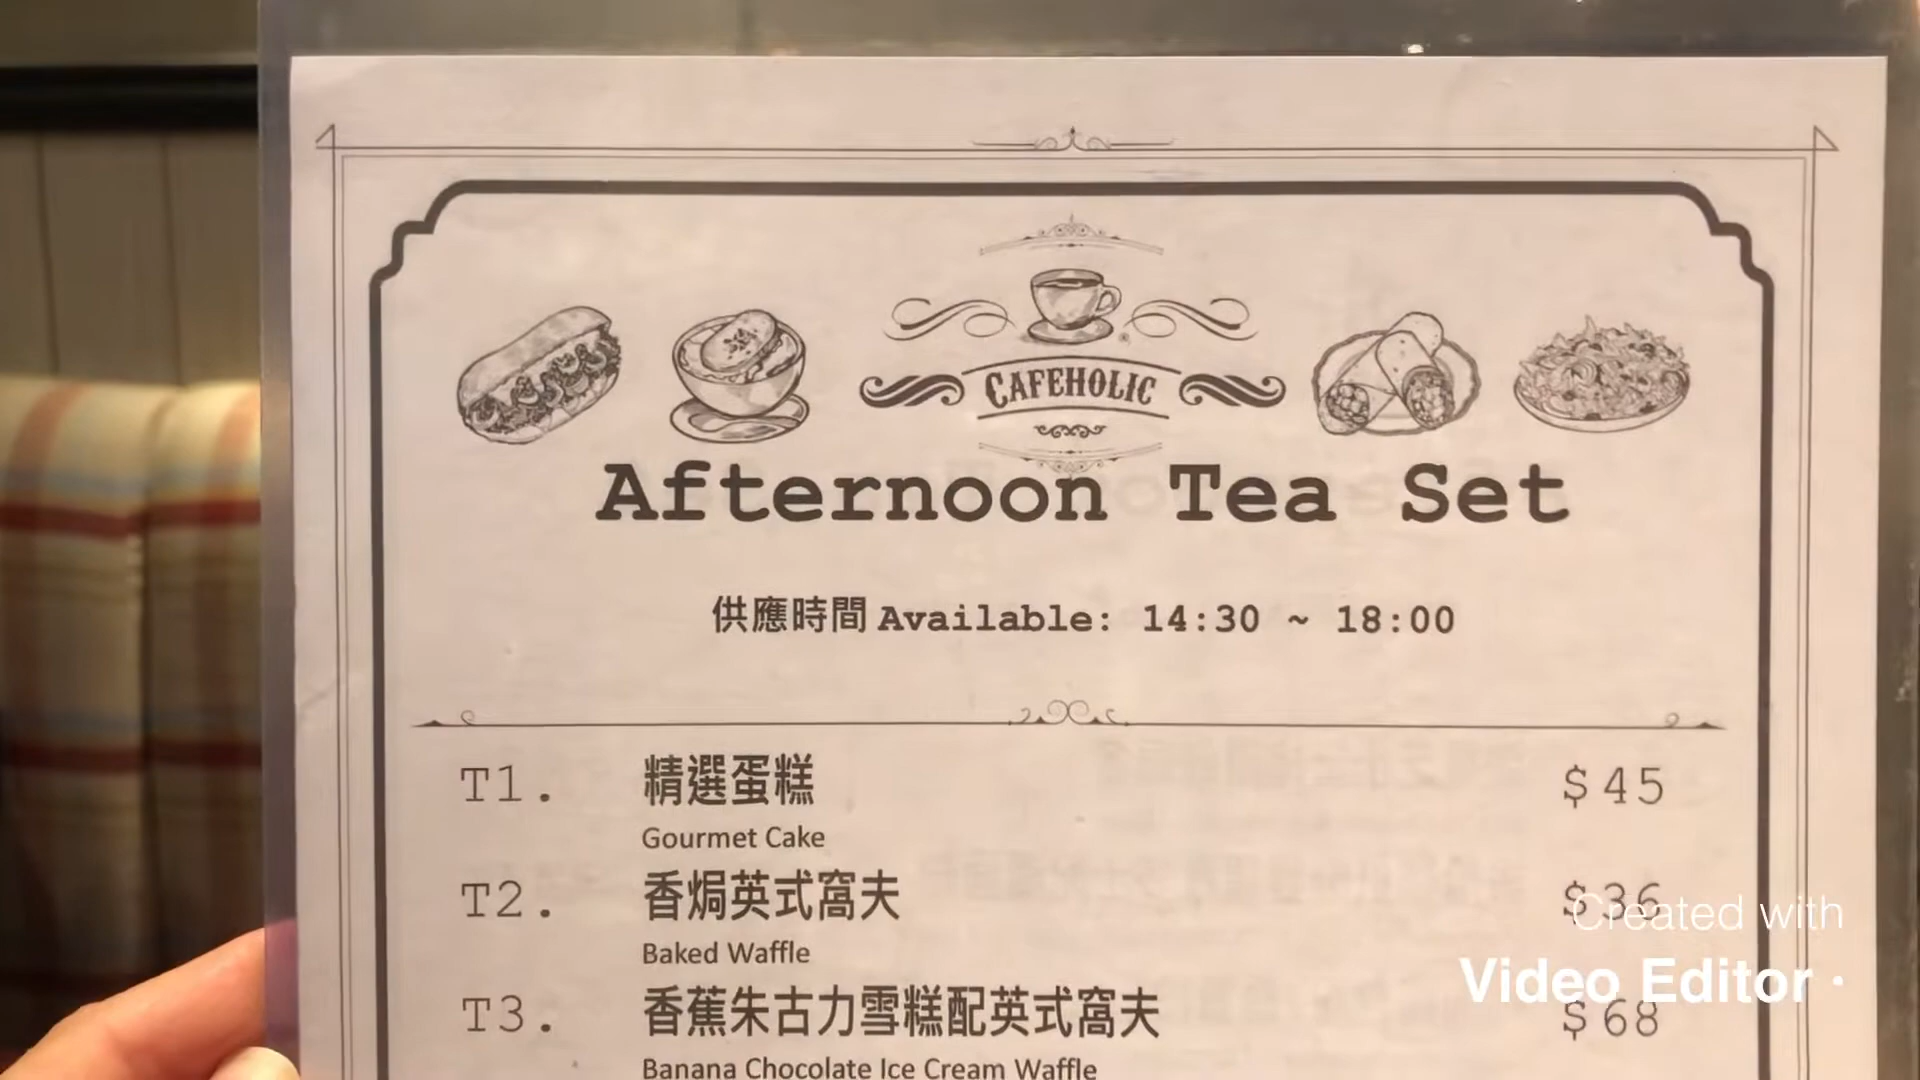 CAFEHOLIC
Afternoon Tea Set
供應時間 Available: 14:30 ~ 18:00
T1. 精選蛋糕 $45
Gourmet Cake
T2. 香焗英式窩夫 $36
Baked Waffle
T3. 香蕉朱古力雪糕配英式窩夫 $68
Banana Chocolate Ice Cream Waffle
Created with
Video Editor ·